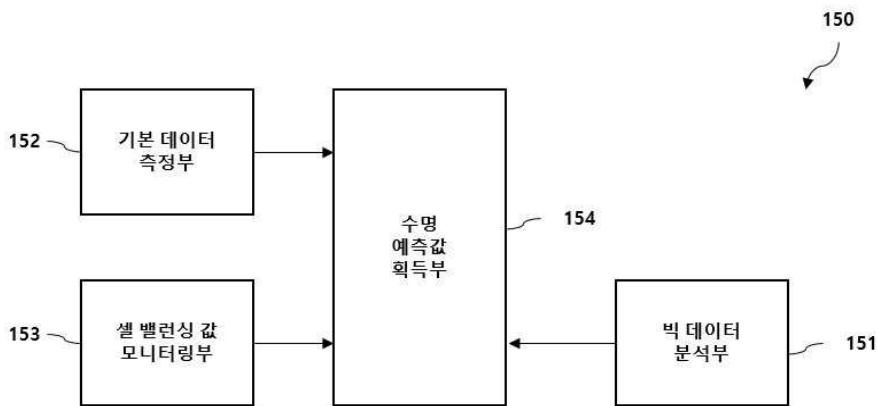 150
152
기본 데이터
측정부
수명
예측값
획득부
154
153
셀 밸런싱 값
모니터링부
빅 데이터
분석부
151